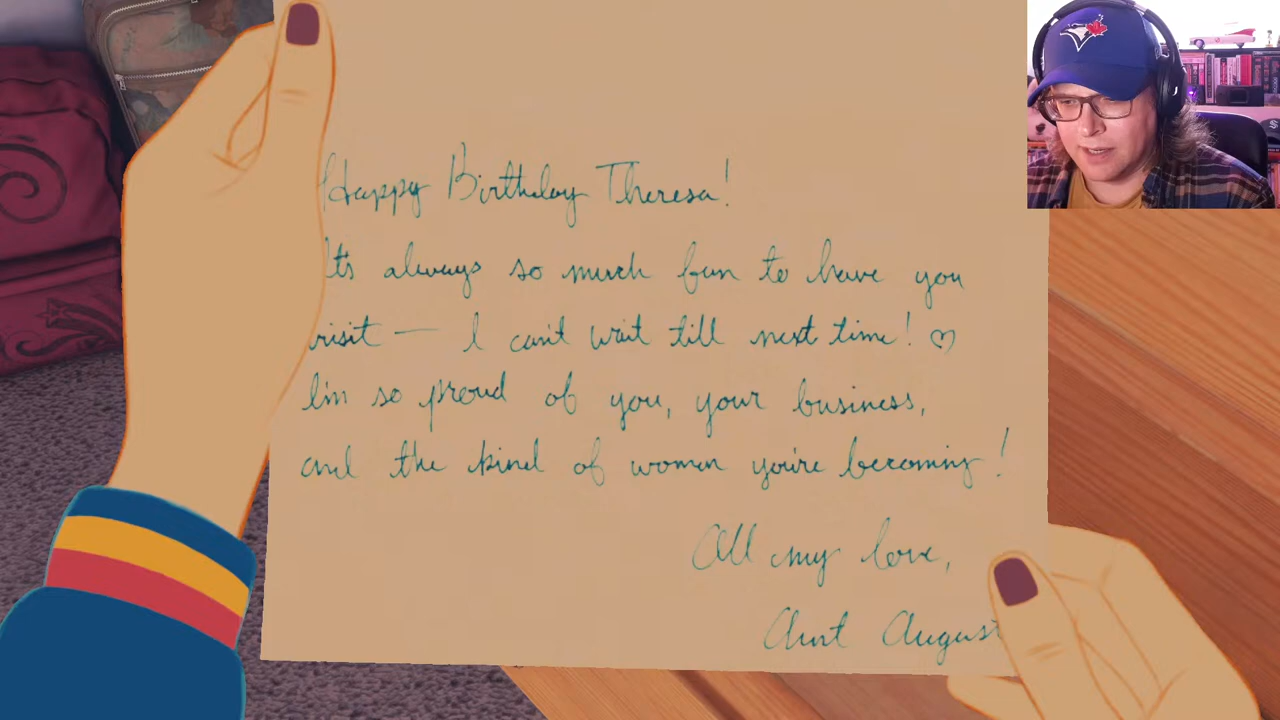 Happy Birthday Theresa!
It's always so much fun to have you
visit — I can't wait till next time! ♡
I'm so proud of you, your business,
and the kind of woman you're becoming!
All my love,
Aunt August